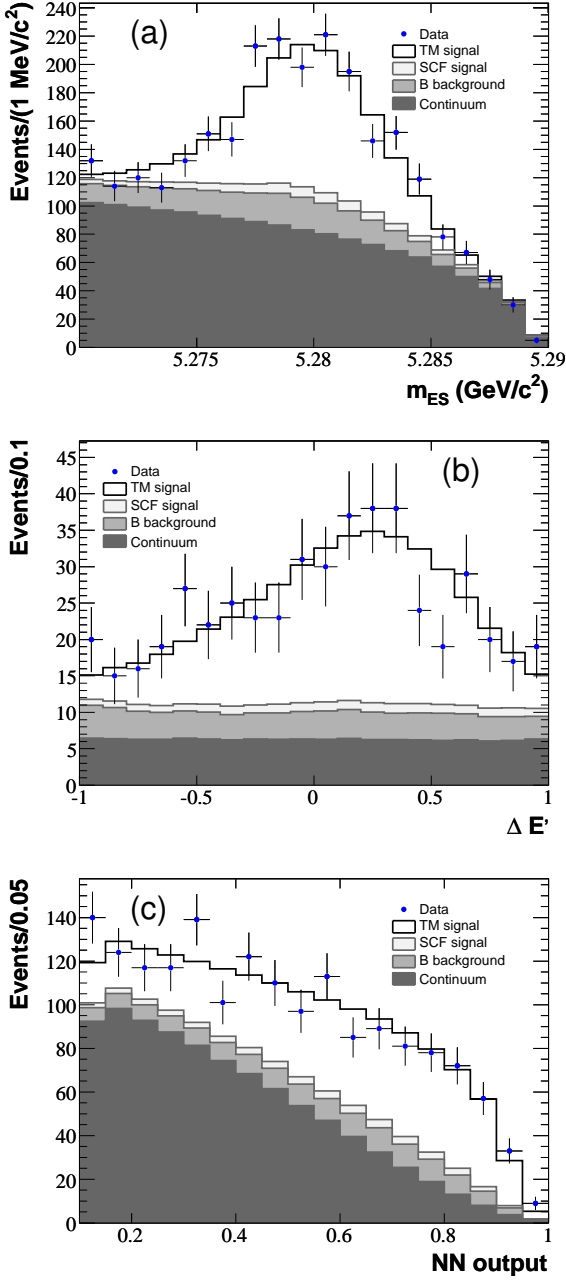 (a)
Events/(1 MeV/c²)
240
220
200
180
160
140
120
100
80
60
40
20
0
Data
TM signal
SCF signal
B background
Continuum
5.275 5.28 5.285 5.29
m_ES (GeV/c²)
(b)
Events/0.1
45
40
35
30
25
20
15
10
5
0
Data
TM signal
SCF signal
B background
Continuum
-1 -0.5 0 0.5 1
Δ E'
(c)
Events/0.05
140
120
100
80
60
40
20
0
Data
TM signal
SCF signal
B background
Continuum
0.2 0.4 0.6 0.8 1
NN output